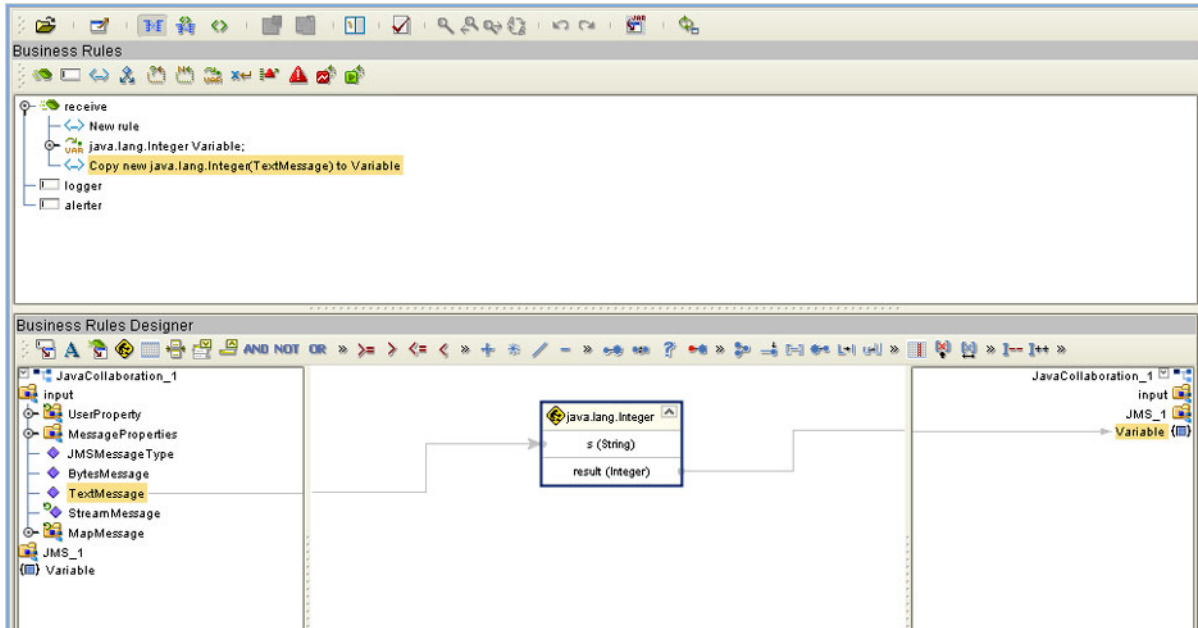 Business Rules
receive
New rule
java.lang.Integer Variable;
Copy new java.lang.Integer(TextMessage) to Variable
logger
alerter
Business Rules Designer
A AND NOT OR » >= > <= < » + * / - » ? » » » I-- I++ »
JavaCollaboration_1
input
UserProperty
MessageProperties
JMSMessageType
BytesMessage
TextMessage
StreamMessage
MapMessage
JMS_1
Variable
java.lang.Integer
s (String)
result (Integer)
JavaCollaboration_1
input
JMS_1
Variable